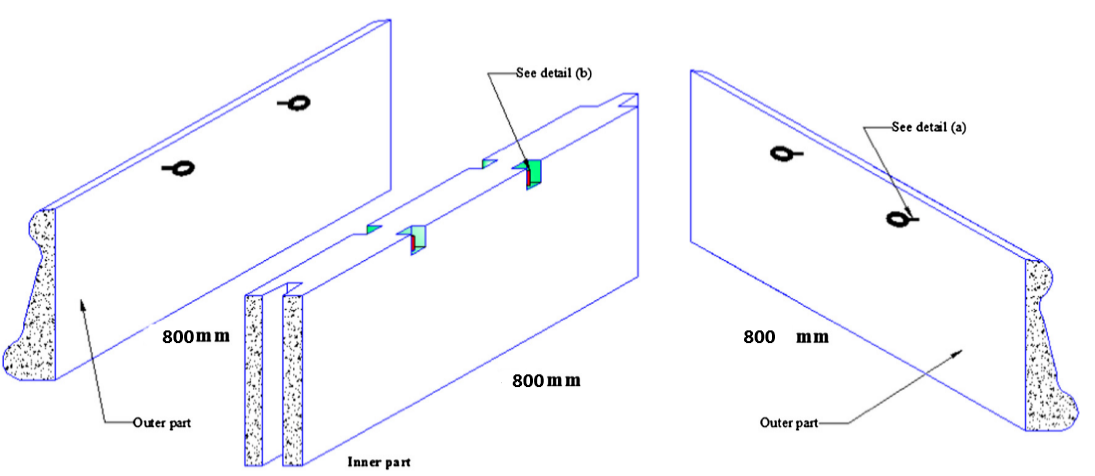 See detail (b)
See detail (a)
800mm
800 mm
800mm
Outer part
Outer part
Inner part